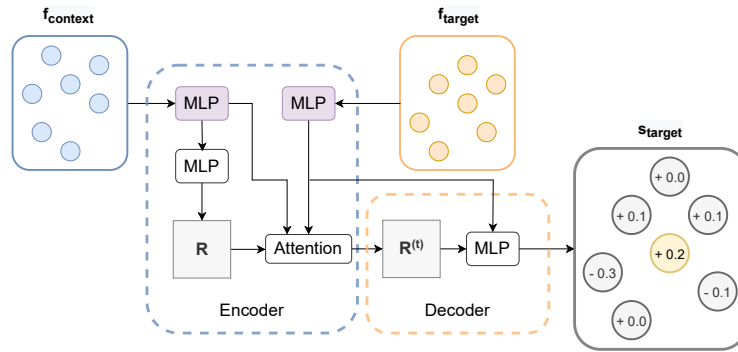 f_context
f_target
MLP
MLP
s_target
MLP
+ 0.0
+ 0.1
+ 0.1
R
Attention
R^(t)
MLP
+ 0.2
- 0.3
- 0.1
+ 0.0
Encoder
Decoder